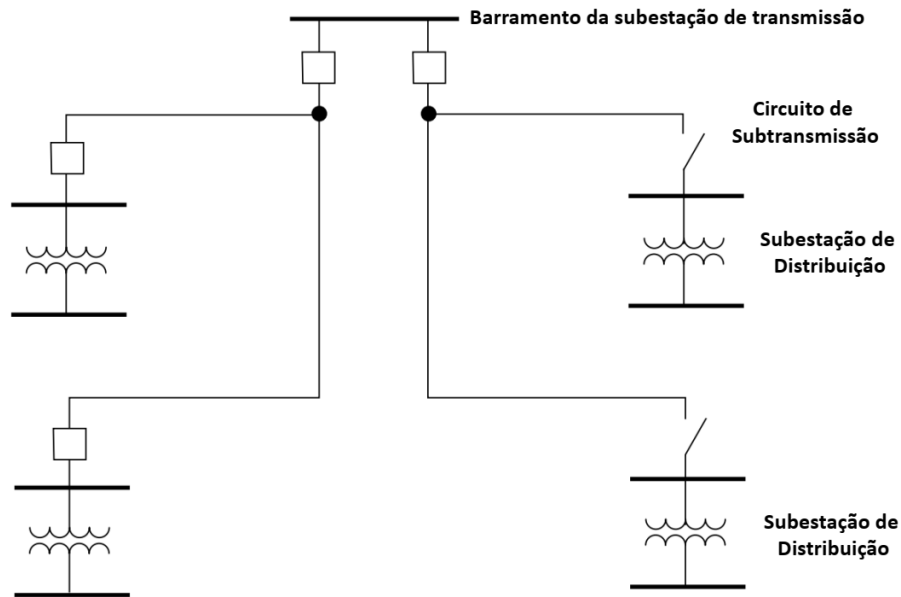 Barramento da subestação de transmissão
Circuito de
Subtransmissão
Subestação de
Distribuição
Subestação de
Distribuição